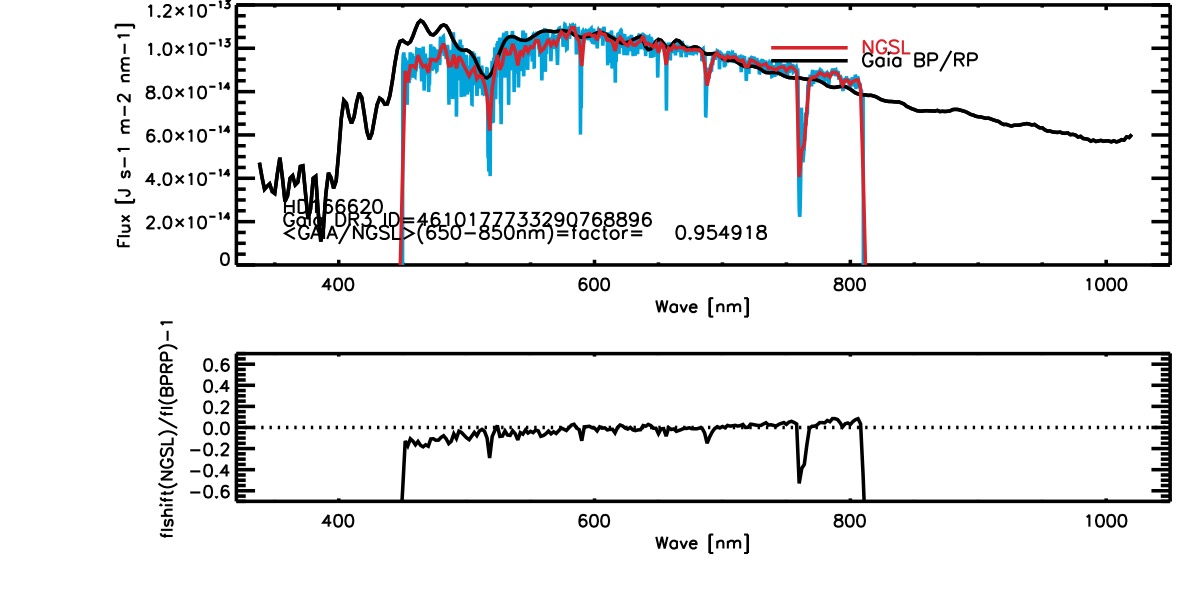 1.2×10⁻¹³
1.0×10⁻¹³
8.0×10⁻¹⁴
6.0×10⁻¹⁴
4.0×10⁻¹⁴
2.0×10⁻¹⁴
0
Flux [J s-1 m-2 nm-1]
NGSL
Gaia BP/RP
Gaia DR3 ID=4610177733290768896
<GAIA/NGSL>(650-850nm)=factor= 0.954918
400 600 800 1000
Wave [nm]
0.6
0.4
0.2
0.0
-0.2
-0.4
-0.6
flshift(NGSL)/fl(BPRP)-1
400 600 800 1000
Wave [nm]